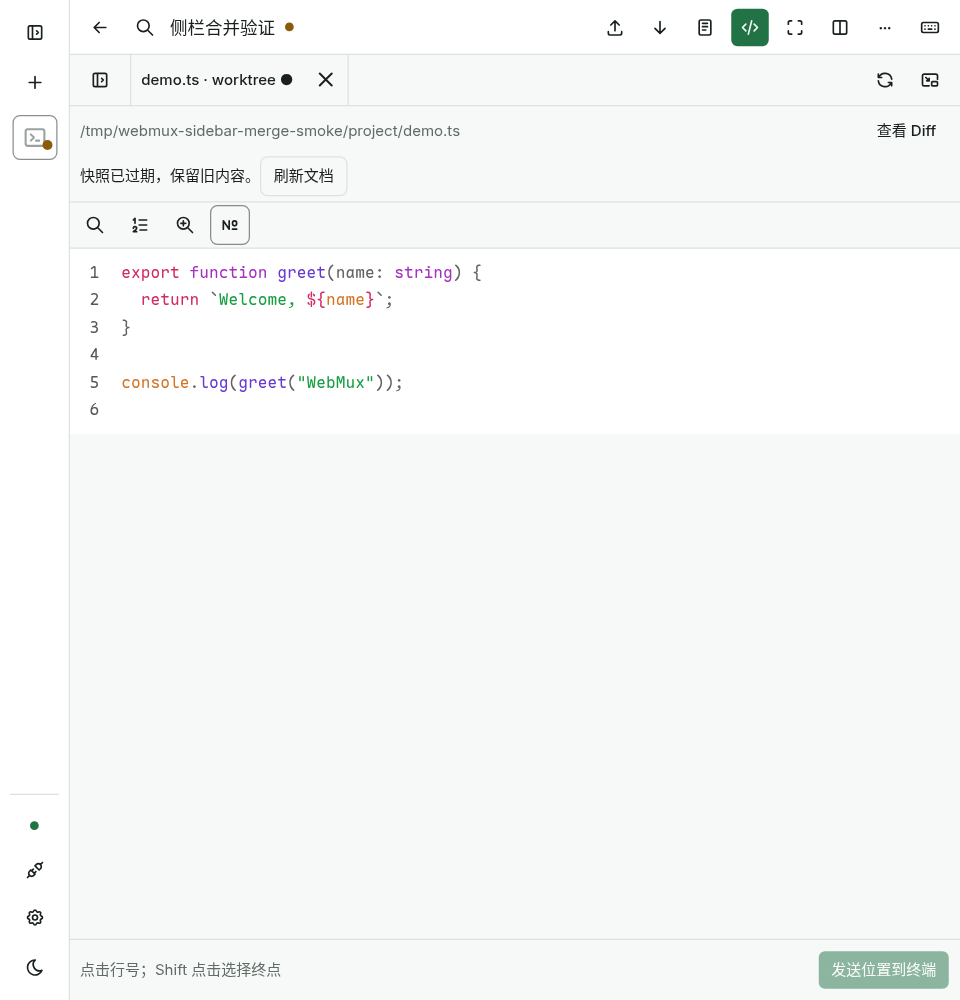 侧栏合并验证
demo.ts · worktree
/tmp/webmux-sidebar-merge-smoke/project/demo.ts
查看 Diff
快照已过期，保留旧内容。
刷新文档
Nº
1 export function greet(name: string) {
2   return `Welcome, ${name}`;
3 }
4
5 console.log(greet("WebMux"));
6
点击行号；Shift 点击选择终点
发送位置到终端